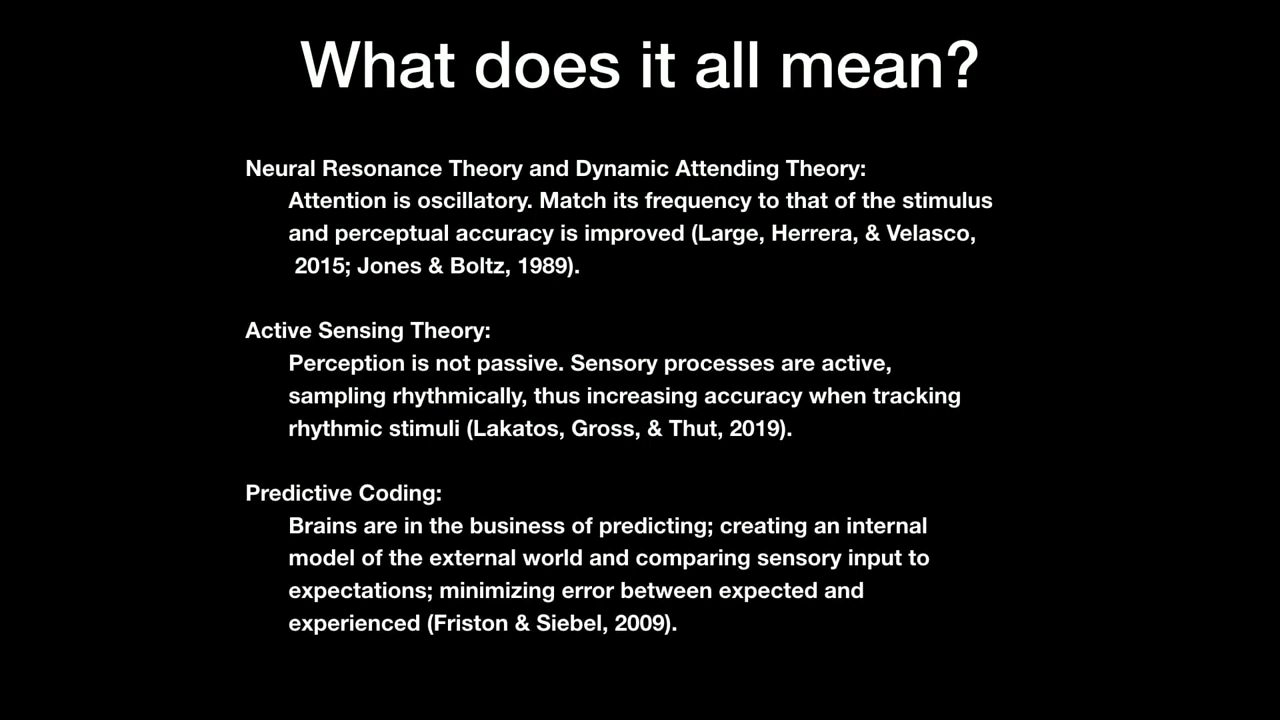 What does it all mean?
Neural Resonance Theory and Dynamic Attending Theory:
Attention is oscillatory. Match its frequency to that of the stimulus
and perceptual accuracy is improved (Large, Herrera, & Velasco,
2015; Jones & Boltz, 1989).
Active Sensing Theory:
Perception is not passive. Sensory processes are active,
sampling rhythmically, thus increasing accuracy when tracking
rhythmic stimuli (Lakatos, Gross, & Thut, 2019).
Predictive Coding:
Brains are in the business of predicting; creating an internal
model of the external world and comparing sensory input to
expectations; minimizing error between expected and
experienced (Friston & Siebel, 2009).